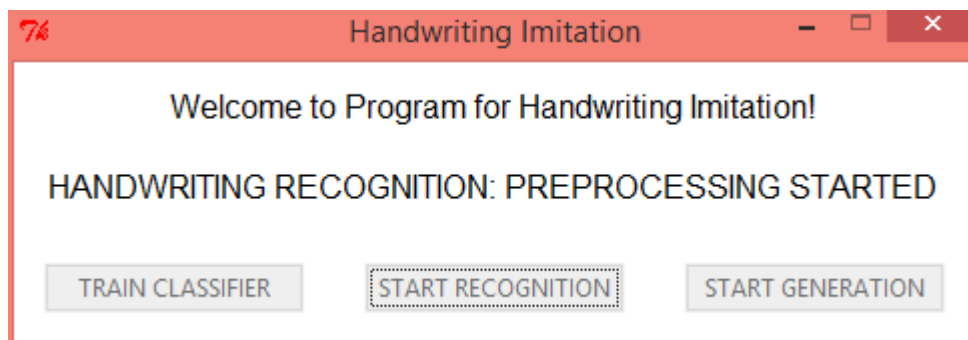 Handwriting Imitation
Welcome to Program for Handwriting Imitation!
HANDWRITING RECOGNITION: PREPROCESSING STARTED
TRAIN CLASSIFIER START RECOGNITION START GENERATION